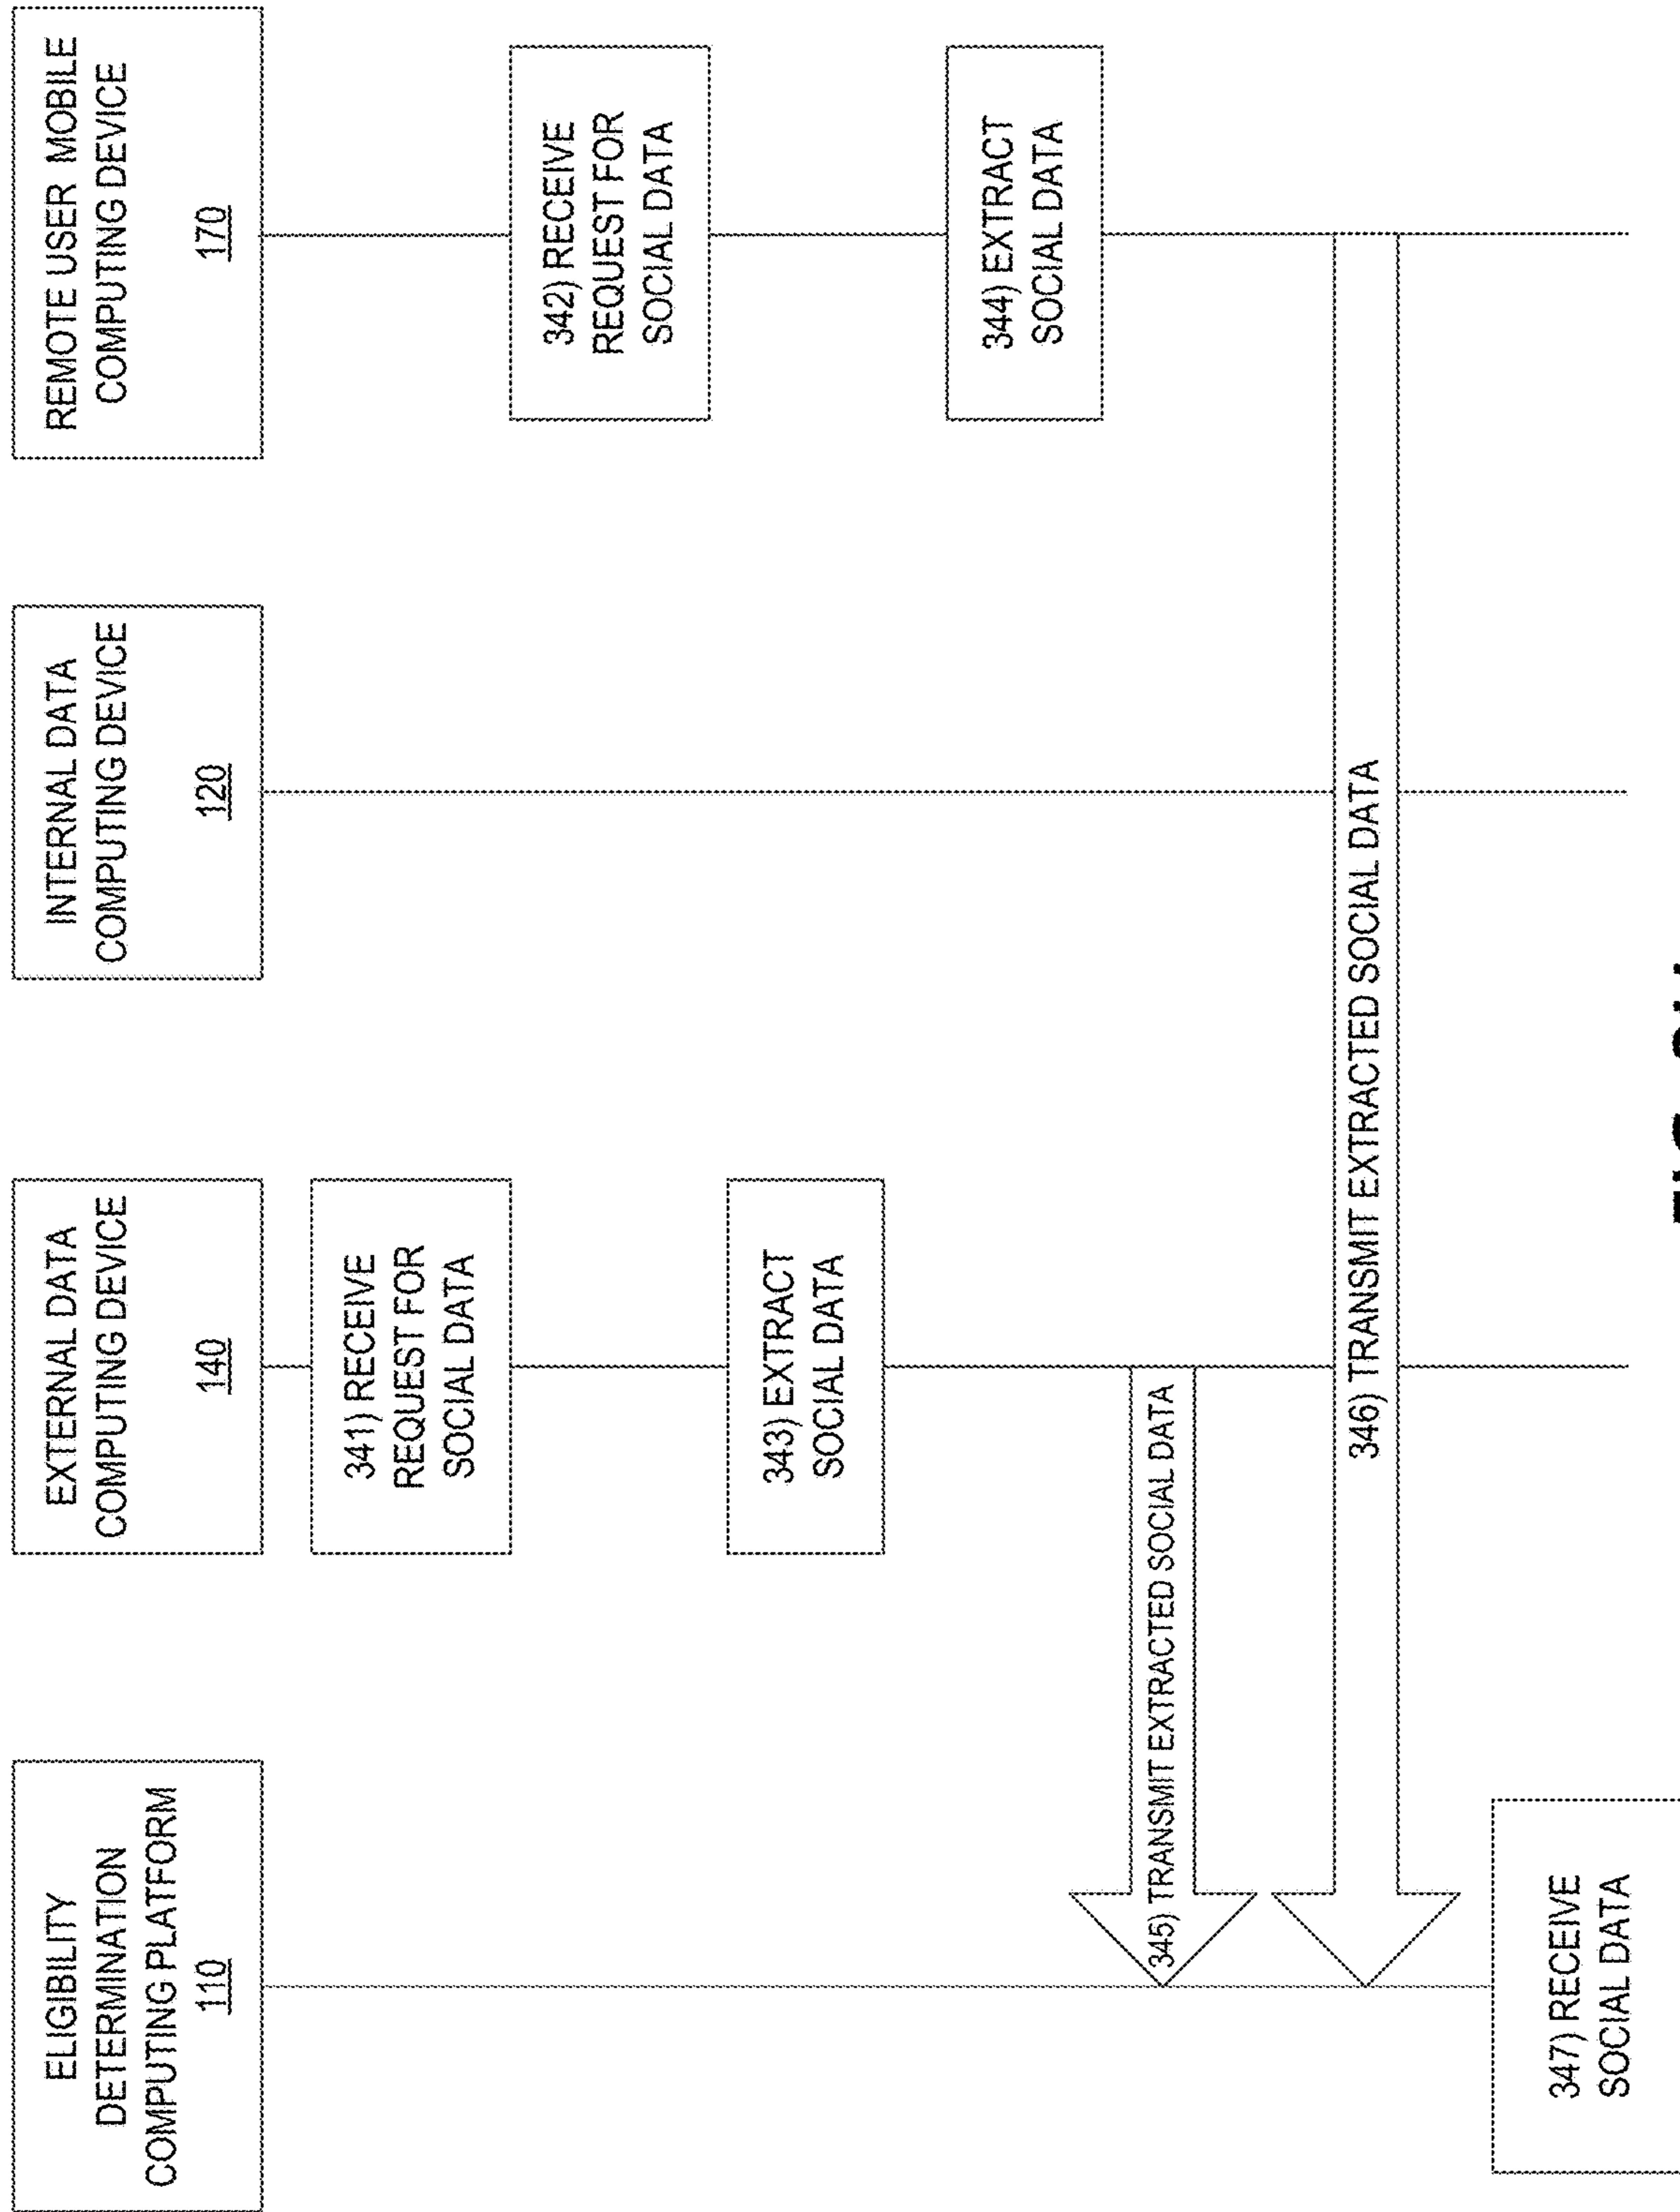 ELIGIBILITY
DETERMINATION
COMPUTING PLATFORM
110
EXTERNAL DATA
COMPUTING DEVICE
140
INTERNAL DATA
COMPUTING DEVICE
120
REMOTE USER MOBILE
COMPUTING DEVICE
170
341) RECEIVE
REQUEST FOR
SOCIAL DATA
342) RECEIVE
REQUEST FOR
SOCIAL DATA
343) EXTRACT
SOCIAL DATA
344) EXTRACT
SOCIAL DATA
345) TRANSMIT EXTRACTED SOCIAL DATA
346) TRANSMIT EXTRACTED SOCIAL DATA
347) RECEIVE
SOCIAL DATA